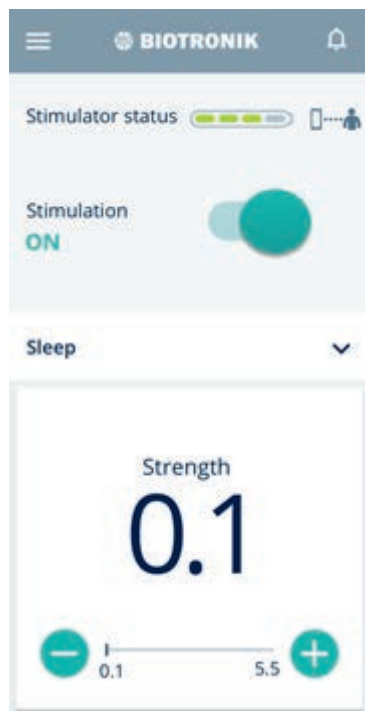 BIOTRONIK
Stimulator status
Stimulation
ON
Sleep
Strength
0.1
0.1 5.5